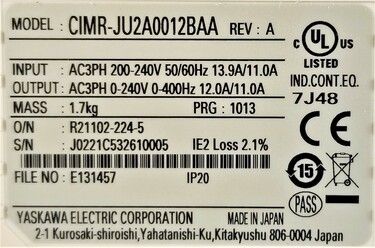 MODEL : CIMR-JU2A0012BAA REV : A
c UL US
LISTED
IND.CONT.EQ.
7J48
INPUT : AC3PH 200-240V 50/60Hz 13.9A/11.0A
OUTPUT : AC3PH 0-240V 0-400Hz 12.0A/11.0A
MASS : 1.7kg PRG : 1013
O/N : R21102-224-5
S/N : J0221C532610005 IE2 Loss 2.1%
CE
15
FILE NO : E131457 IP20
PASS
YASKAWA ELECTRIC CORPORATION MADE IN JAPAN
2-1 Kurosaki-shiroishi,Yahatanishi-Ku,Kitakyushu 806-0004 Japan